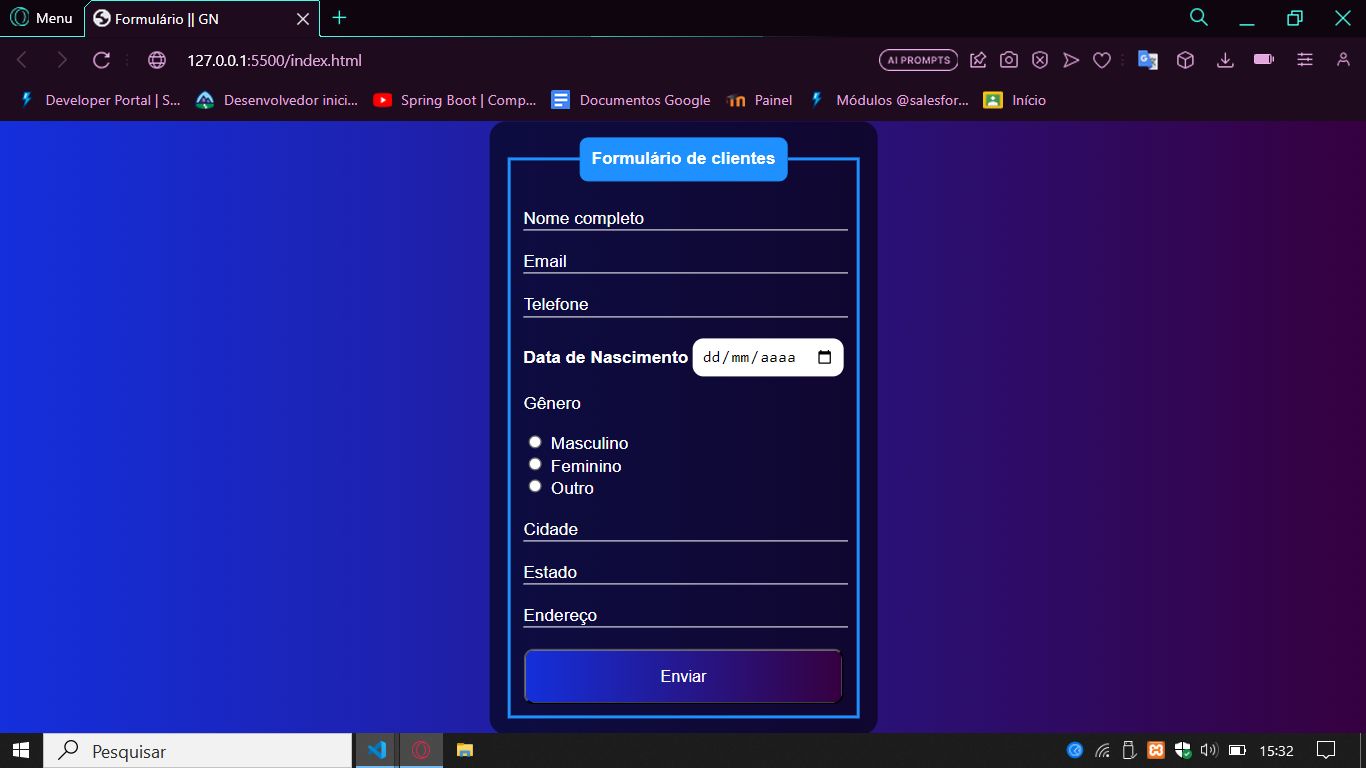 Menu
Formulário || GN
127.0.0.1:5500/index.html
AI PROMPTS
Developer Portal | S...
Desenvolvedor inici...
Spring Boot | Comp...
Documentos Google
Painel
Módulos @salesfor...
Início
Formulário de clientes
Nome completo
Email
Telefone
Data de Nascimento dd/mm/aaaa
Gênero
Masculino
Feminino
Outro
Cidade
Estado
Endereço
Enviar
Pesquisar
15:32